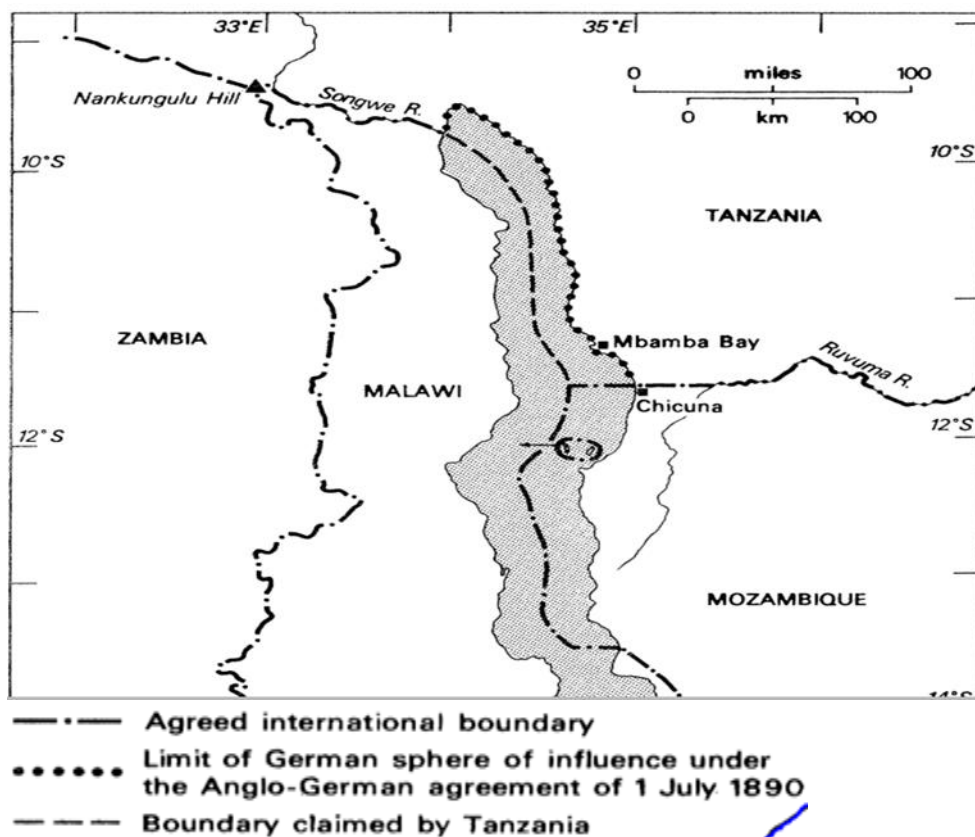 33°E
35°E
0 miles 100
0 km 100
Nankungulu Hill
Songwe R.
10°S
10°S
TANZANIA
ZAMBIA
Mbamba Bay
Ruvuma R.
MALAWI
Chicuna
12°S
12°S
MOZAMBIQUE
Agreed international boundary
Limit of German sphere of influence under
the Anglo-German agreement of 1 July 1890
Boundary claimed by Tanzania